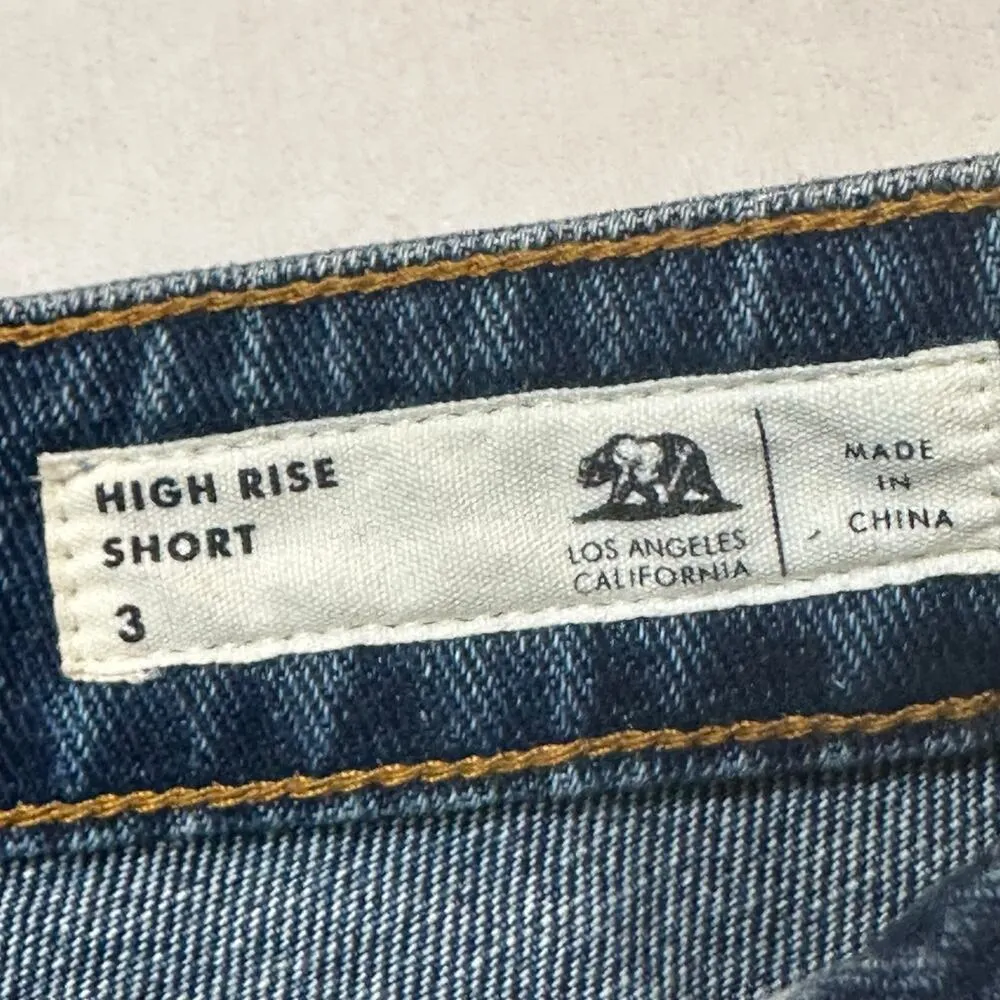 HIGH RISE
SHORT
3
LOS ANGELES
CALIFORNIA
MADE
IN
CHINA